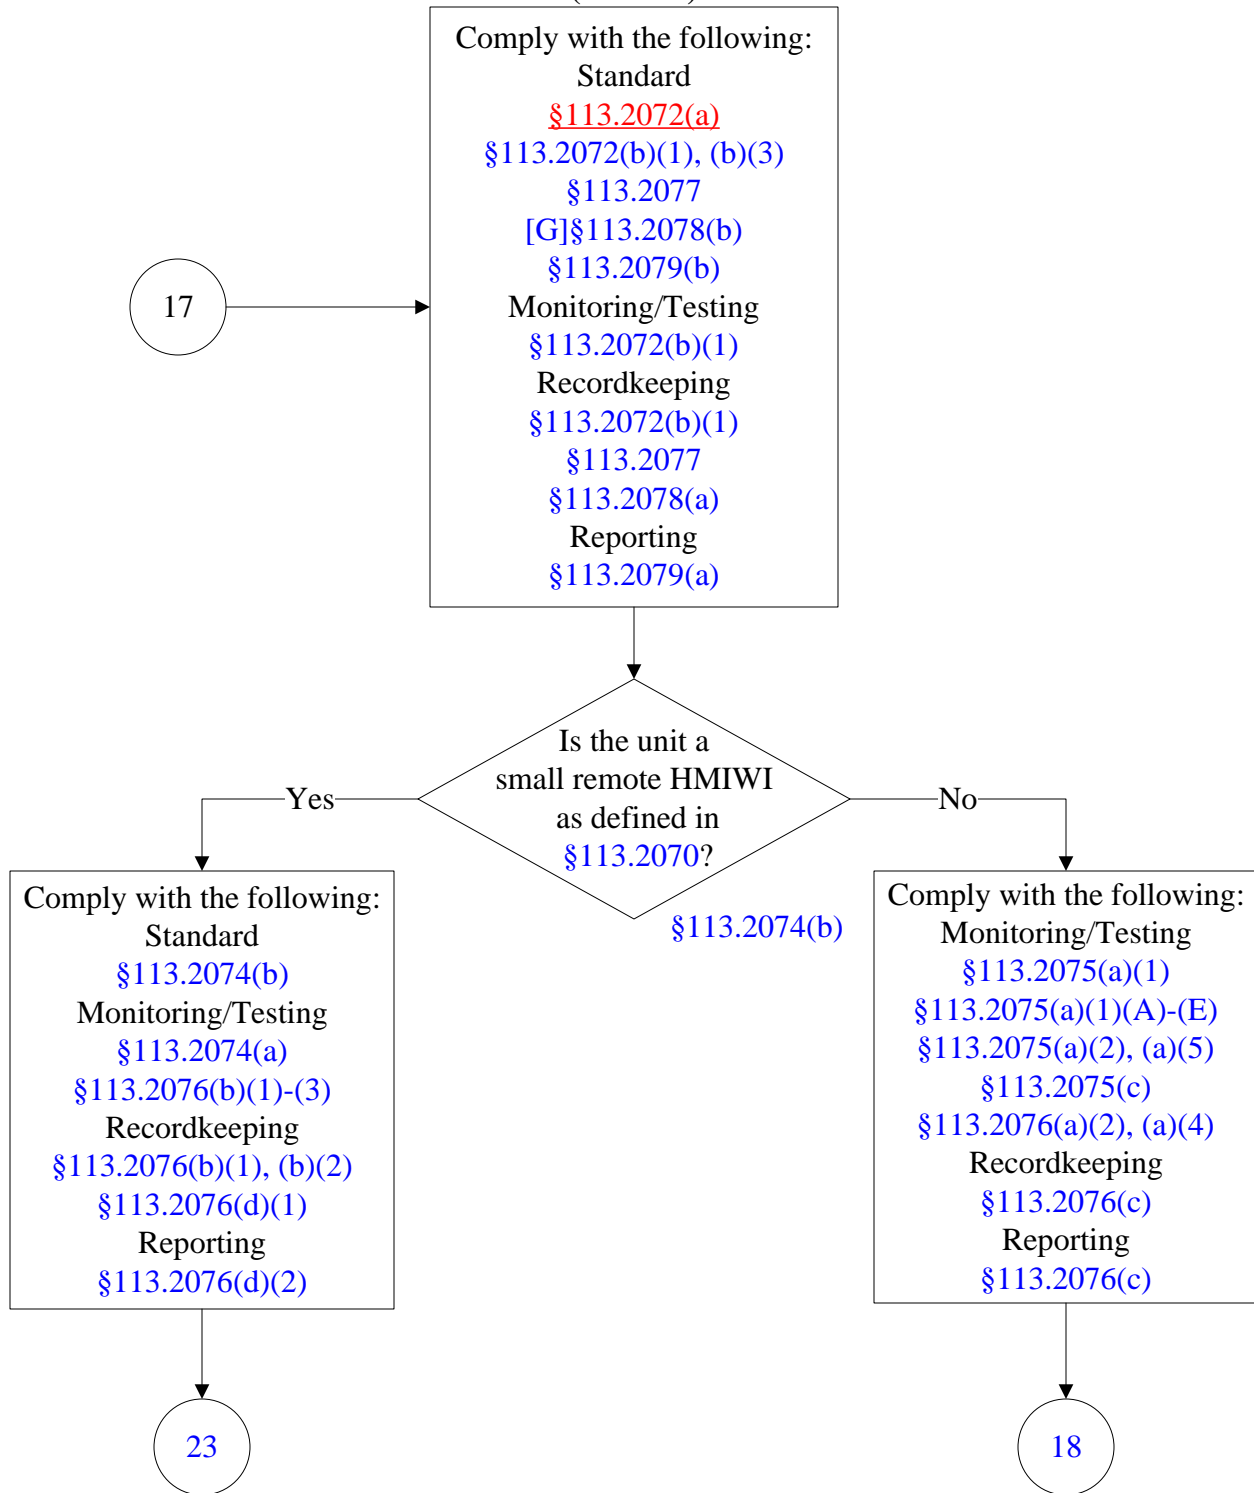 Comply with the following:
Standard
§113.2072(a)
§113.2072(b)(1), (b)(3)
§113.2077
[G]§113.2078(b)
§113.2079(b)
Monitoring/Testing
§113.2072(b)(1)
Recordkeeping
§113.2072(b)(1)
§113.2077
§113.2078(a)
Reporting
§113.2079(a)
17
Is the unit a
small remote HMIWI
as defined in
§113.2070?
Yes
No
§113.2074(b)
Comply with the following:
Standard
§113.2074(b)
Monitoring/Testing
§113.2074(a)
§113.2076(b)(1)-(3)
Recordkeeping
§113.2076(b)(1), (b)(2)
§113.2076(d)(1)
Reporting
§113.2076(d)(2)
Comply with the following:
Monitoring/Testing
§113.2075(a)(1)
§113.2075(a)(1)(A)-(E)
§113.2075(a)(2), (a)(5)
§113.2075(c)
§113.2076(a)(2), (a)(4)
Recordkeeping
§113.2076(c)
Reporting
§113.2076(c)
23
18